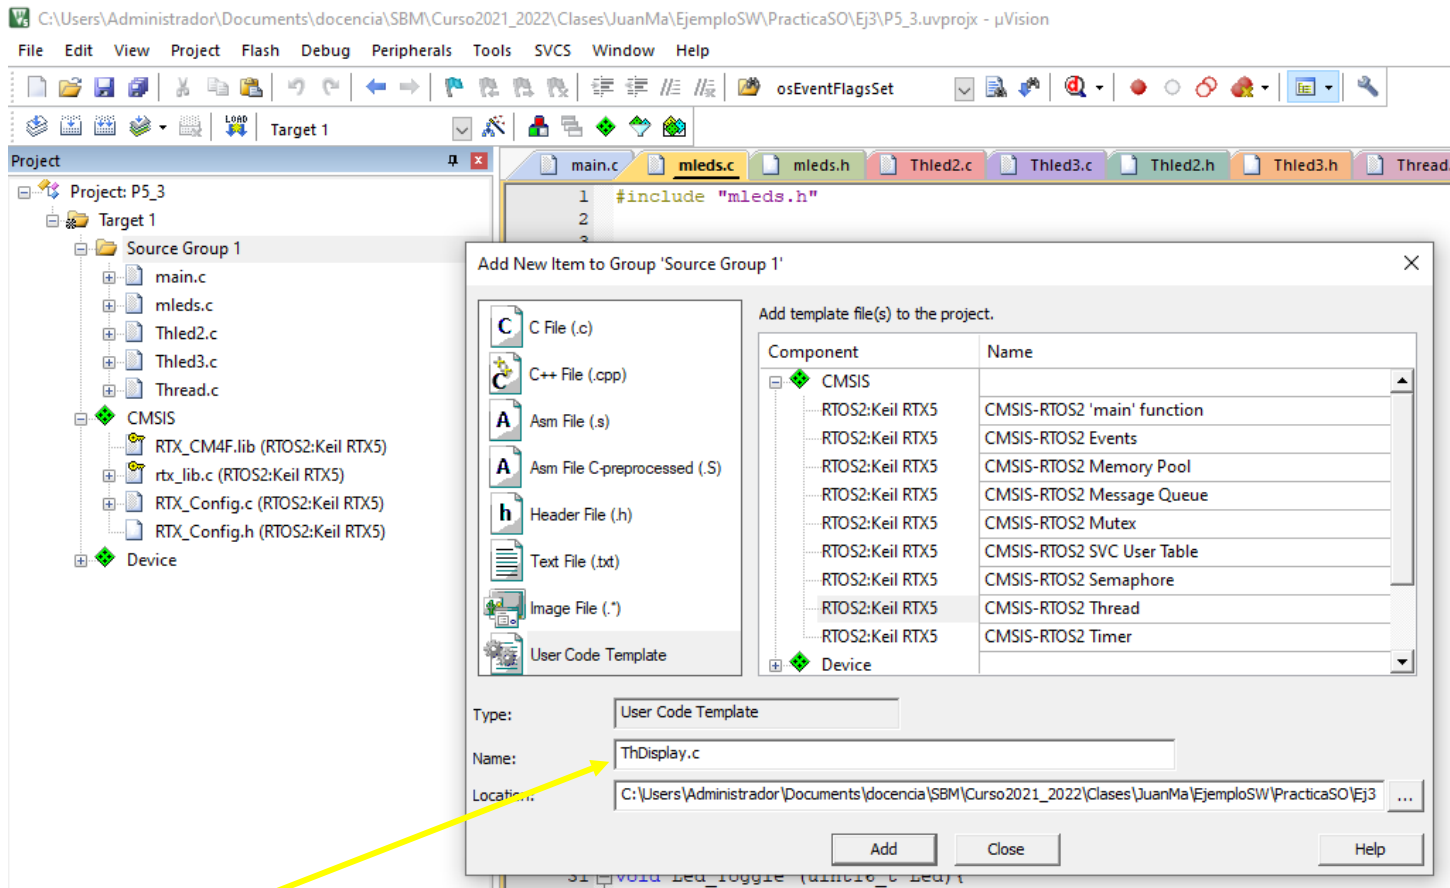 C:\Users\Administrador\Documents\docencia\SBM\Curso2021_2022\Clases\JuanMa\EjemploSW\PracticaSO\Ej3\P5_3.uvprojx - µVision
File Edit View Project Flash Debug Peripherals Tools SVCS Window Help
osEventFlagsSet
LOAD Target 1
Project
main.c mleds.c mleds.h Thled2.c Thled3.c Thled2.h Thled3.h Thread.
Project: P5_3
Target 1
Source Group 1
main.c
mleds.c
Thled2.c
Thled3.c
Thread.c
CMSIS
RTX_CM4F.lib (RTOS2:Keil RTX5)
rtx_lib.c (RTOS2:Keil RTX5)
RTX_Config.c (RTOS2:Keil RTX5)
RTX_Config.h (RTOS2:Keil RTX5)
Device
1 #include "mleds.h"
2
3
Add New Item to Group 'Source Group 1'
C File (.c)
C++ File (.cpp)
Asm File (.s)
Asm File C-preprocessed (.S)
Header File (.h)
Text File (.txt)
Image File (.*)
User Code Template
Add template file(s) to the project.
Component Name
CMSIS
RTOS2:Keil RTX5 CMSIS-RTOS2 'main' function
RTOS2:Keil RTX5 CMSIS-RTOS2 Events
RTOS2:Keil RTX5 CMSIS-RTOS2 Memory Pool
RTOS2:Keil RTX5 CMSIS-RTOS2 Message Queue
RTOS2:Keil RTX5 CMSIS-RTOS2 Mutex
RTOS2:Keil RTX5 CMSIS-RTOS2 SVC User Table
RTOS2:Keil RTX5 CMSIS-RTOS2 Semaphore
RTOS2:Keil RTX5 CMSIS-RTOS2 Thread
RTOS2:Keil RTX5 CMSIS-RTOS2 Timer
Device
Type: User Code Template
Name: ThDisplay.c
Location: C:\Users\Administrador\Documents\docencia\SBM\Curso2021_2022\Clases\JuanMa\EjemploSW\PracticaSO\Ej3 ...
Add Close Help
31 void Led_Toggle (uint16_t Led){